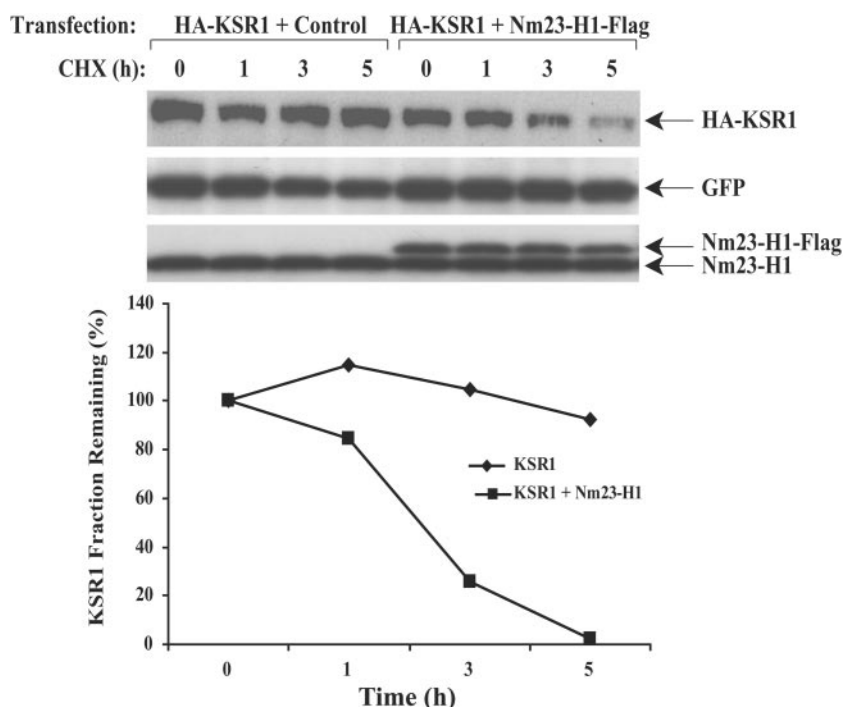 Transfection: HA-KSR1 + Control HA-KSR1 + Nm23-H1-Flag
CHX (h): 0 1 3 5 0 1 3 5
HA-KSR1
GFP
Nm23-H1-Flag
Nm23-H1
140
120
100
80
60
40
20
0
KSR1 Fraction Remaining (%)
KSR1
KSR1 + Nm23-H1
0 1 3 5
Time (h)